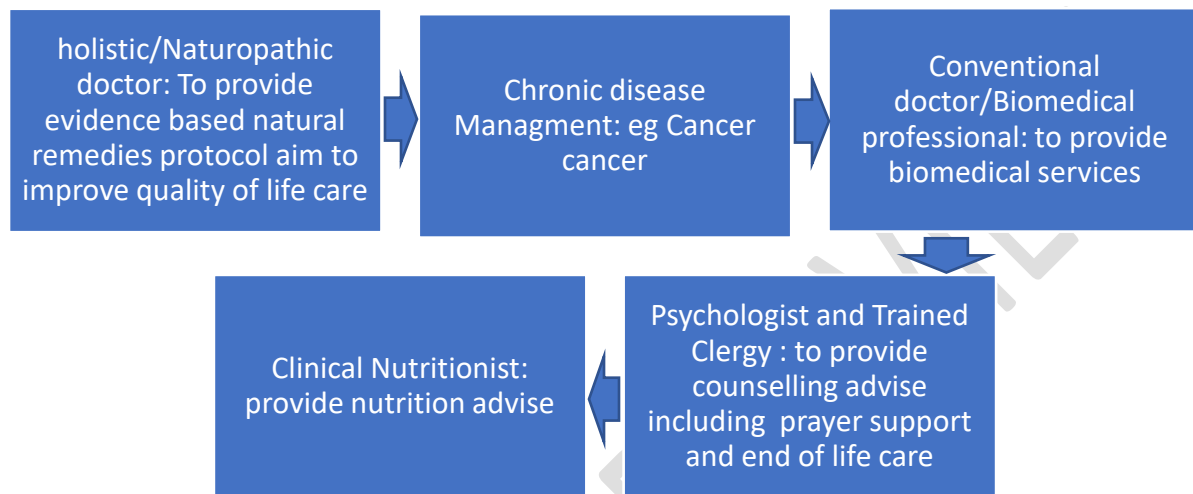 holistic/Naturopathic
doctor: To provide
evidence based natural
remedies protocol aim to
improve quality of life care
Chronic disease
Managment: eg Cancer
cancer
Conventional
doctor/Biomedical
professional: to provide
biomedical services
Psychologist and Trained
Clergy : to provide
counselling advise
including prayer support
and end of life care
Clinical Nutritionist:
provide nutrition advise